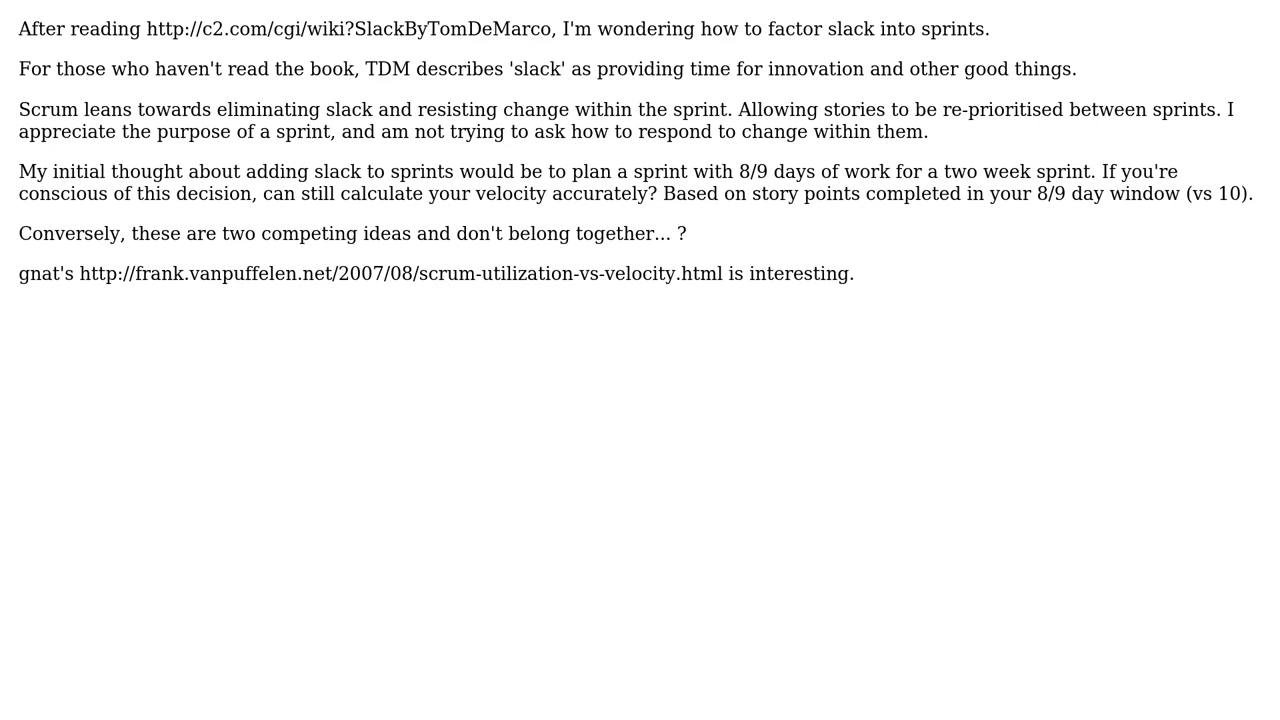 After reading http://c2.com/cgi/wiki?SlackByTomDeMarco, I'm wondering how to factor slack into sprints.
For those who haven't read the book, TDM describes 'slack' as providing time for innovation and other good things.
Scrum leans towards eliminating slack and resisting change within the sprint. Allowing stories to be re-prioritised between sprints. I
appreciate the purpose of a sprint, and am not trying to ask how to respond to change within them.
My initial thought about adding slack to sprints would be to plan a sprint with 8/9 days of work for a two week sprint. If you're
conscious of this decision, can still calculate your velocity accurately? Based on story points completed in your 8/9 day window (vs 10).
Conversely, these are two competing ideas and don't belong together... ?
gnat's http://frank.vanpuffelen.net/2007/08/scrum-utilization-vs-velocity.html is interesting.